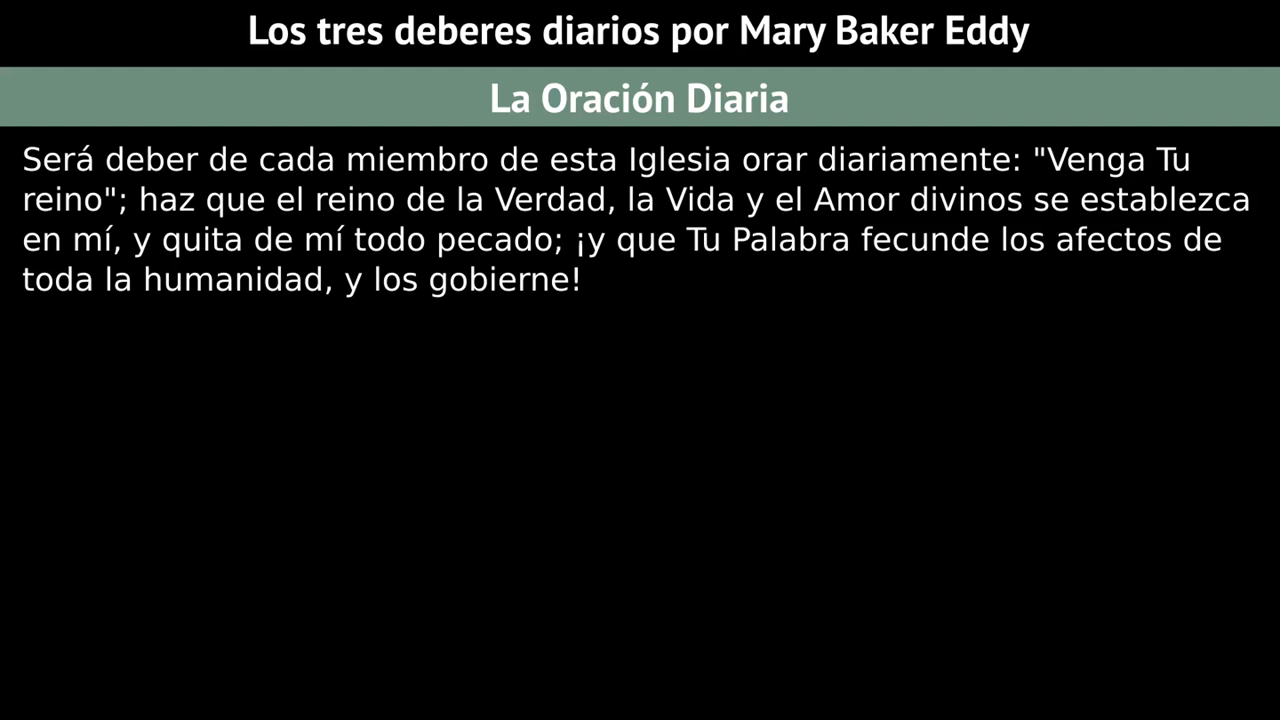 Los tres deberes diarios por Mary Baker Eddy
La Oración Diaria
Será deber de cada miembro de esta Iglesia orar diariamente: "Venga Tu
reino"; haz que el reino de la Verdad, la Vida y el Amor divinos se establezca
en mí, y quita de mí todo pecado; ¡y que Tu Palabra fecunde los afectos de
toda la humanidad, y los gobierne!